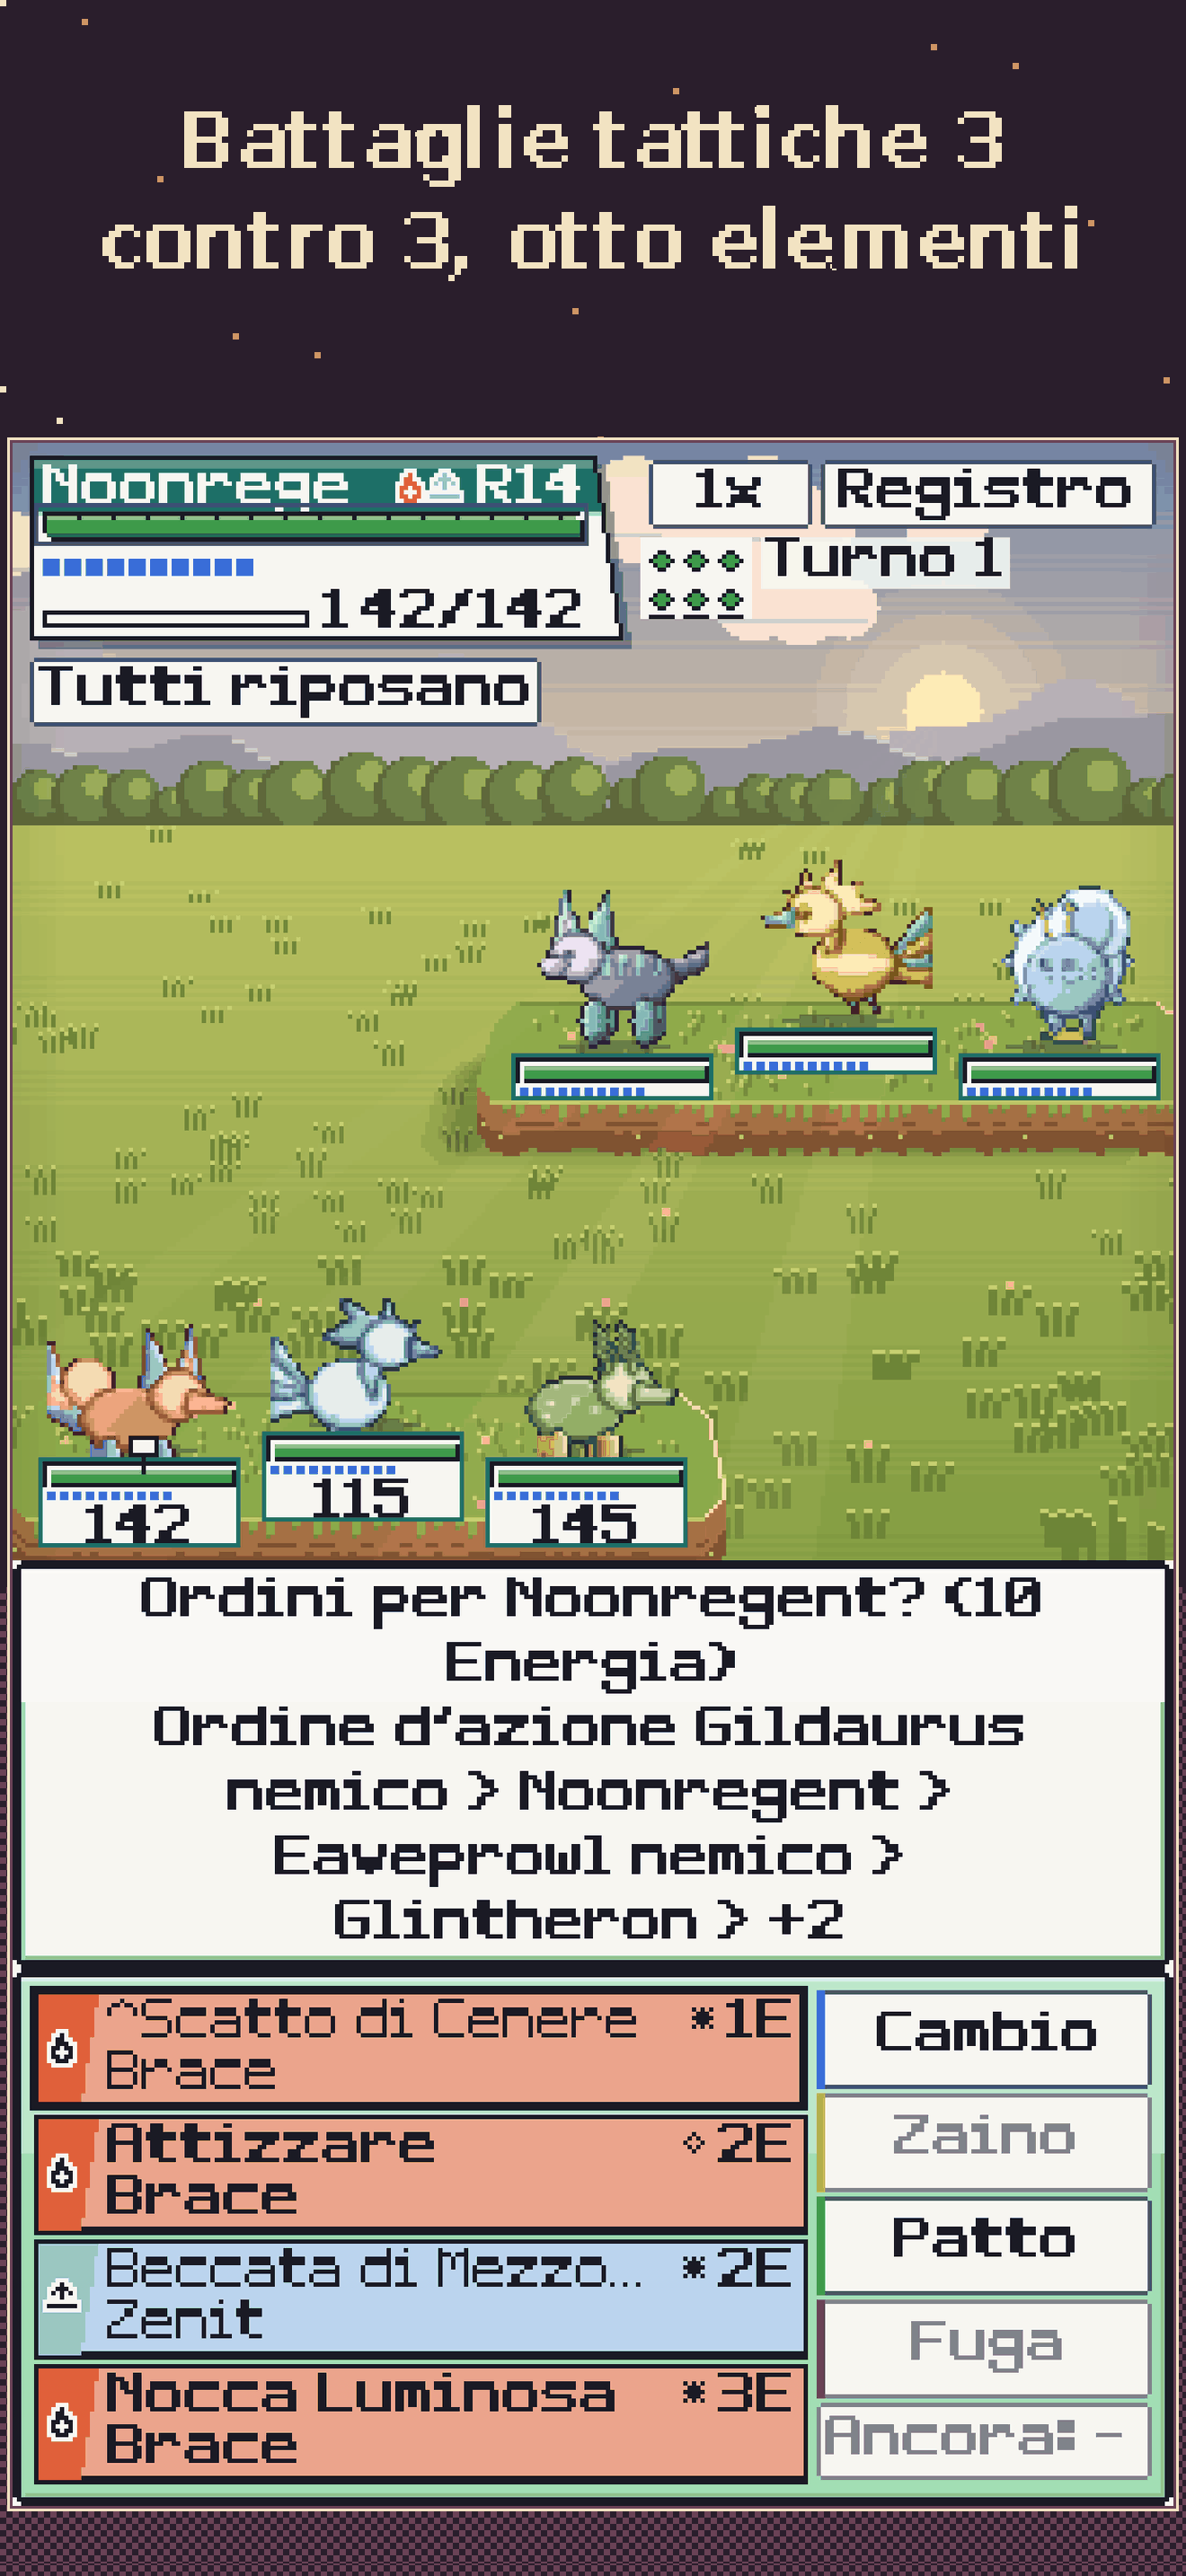 Battaglie tattiche 3
contro 3, otto elementi
Noonrege R14
1x
Registro
Turno 1
142/142
Tutti riposano
142
115
145
Ordini per Noonregent? (10
Energia)
Ordine d'azione Gildaurus
nemico > Noonregent >
Eaveprowl nemico >
Glintheron > +2
^Scatto di Cenere *1E
Brace
Attizzare ◇2E
Brace
Beccata di Mezzo... *2E
Zenit
Nocca Luminosa *3E
Brace
Cambio
Zaino
Patto
Fuga
Ancora: -